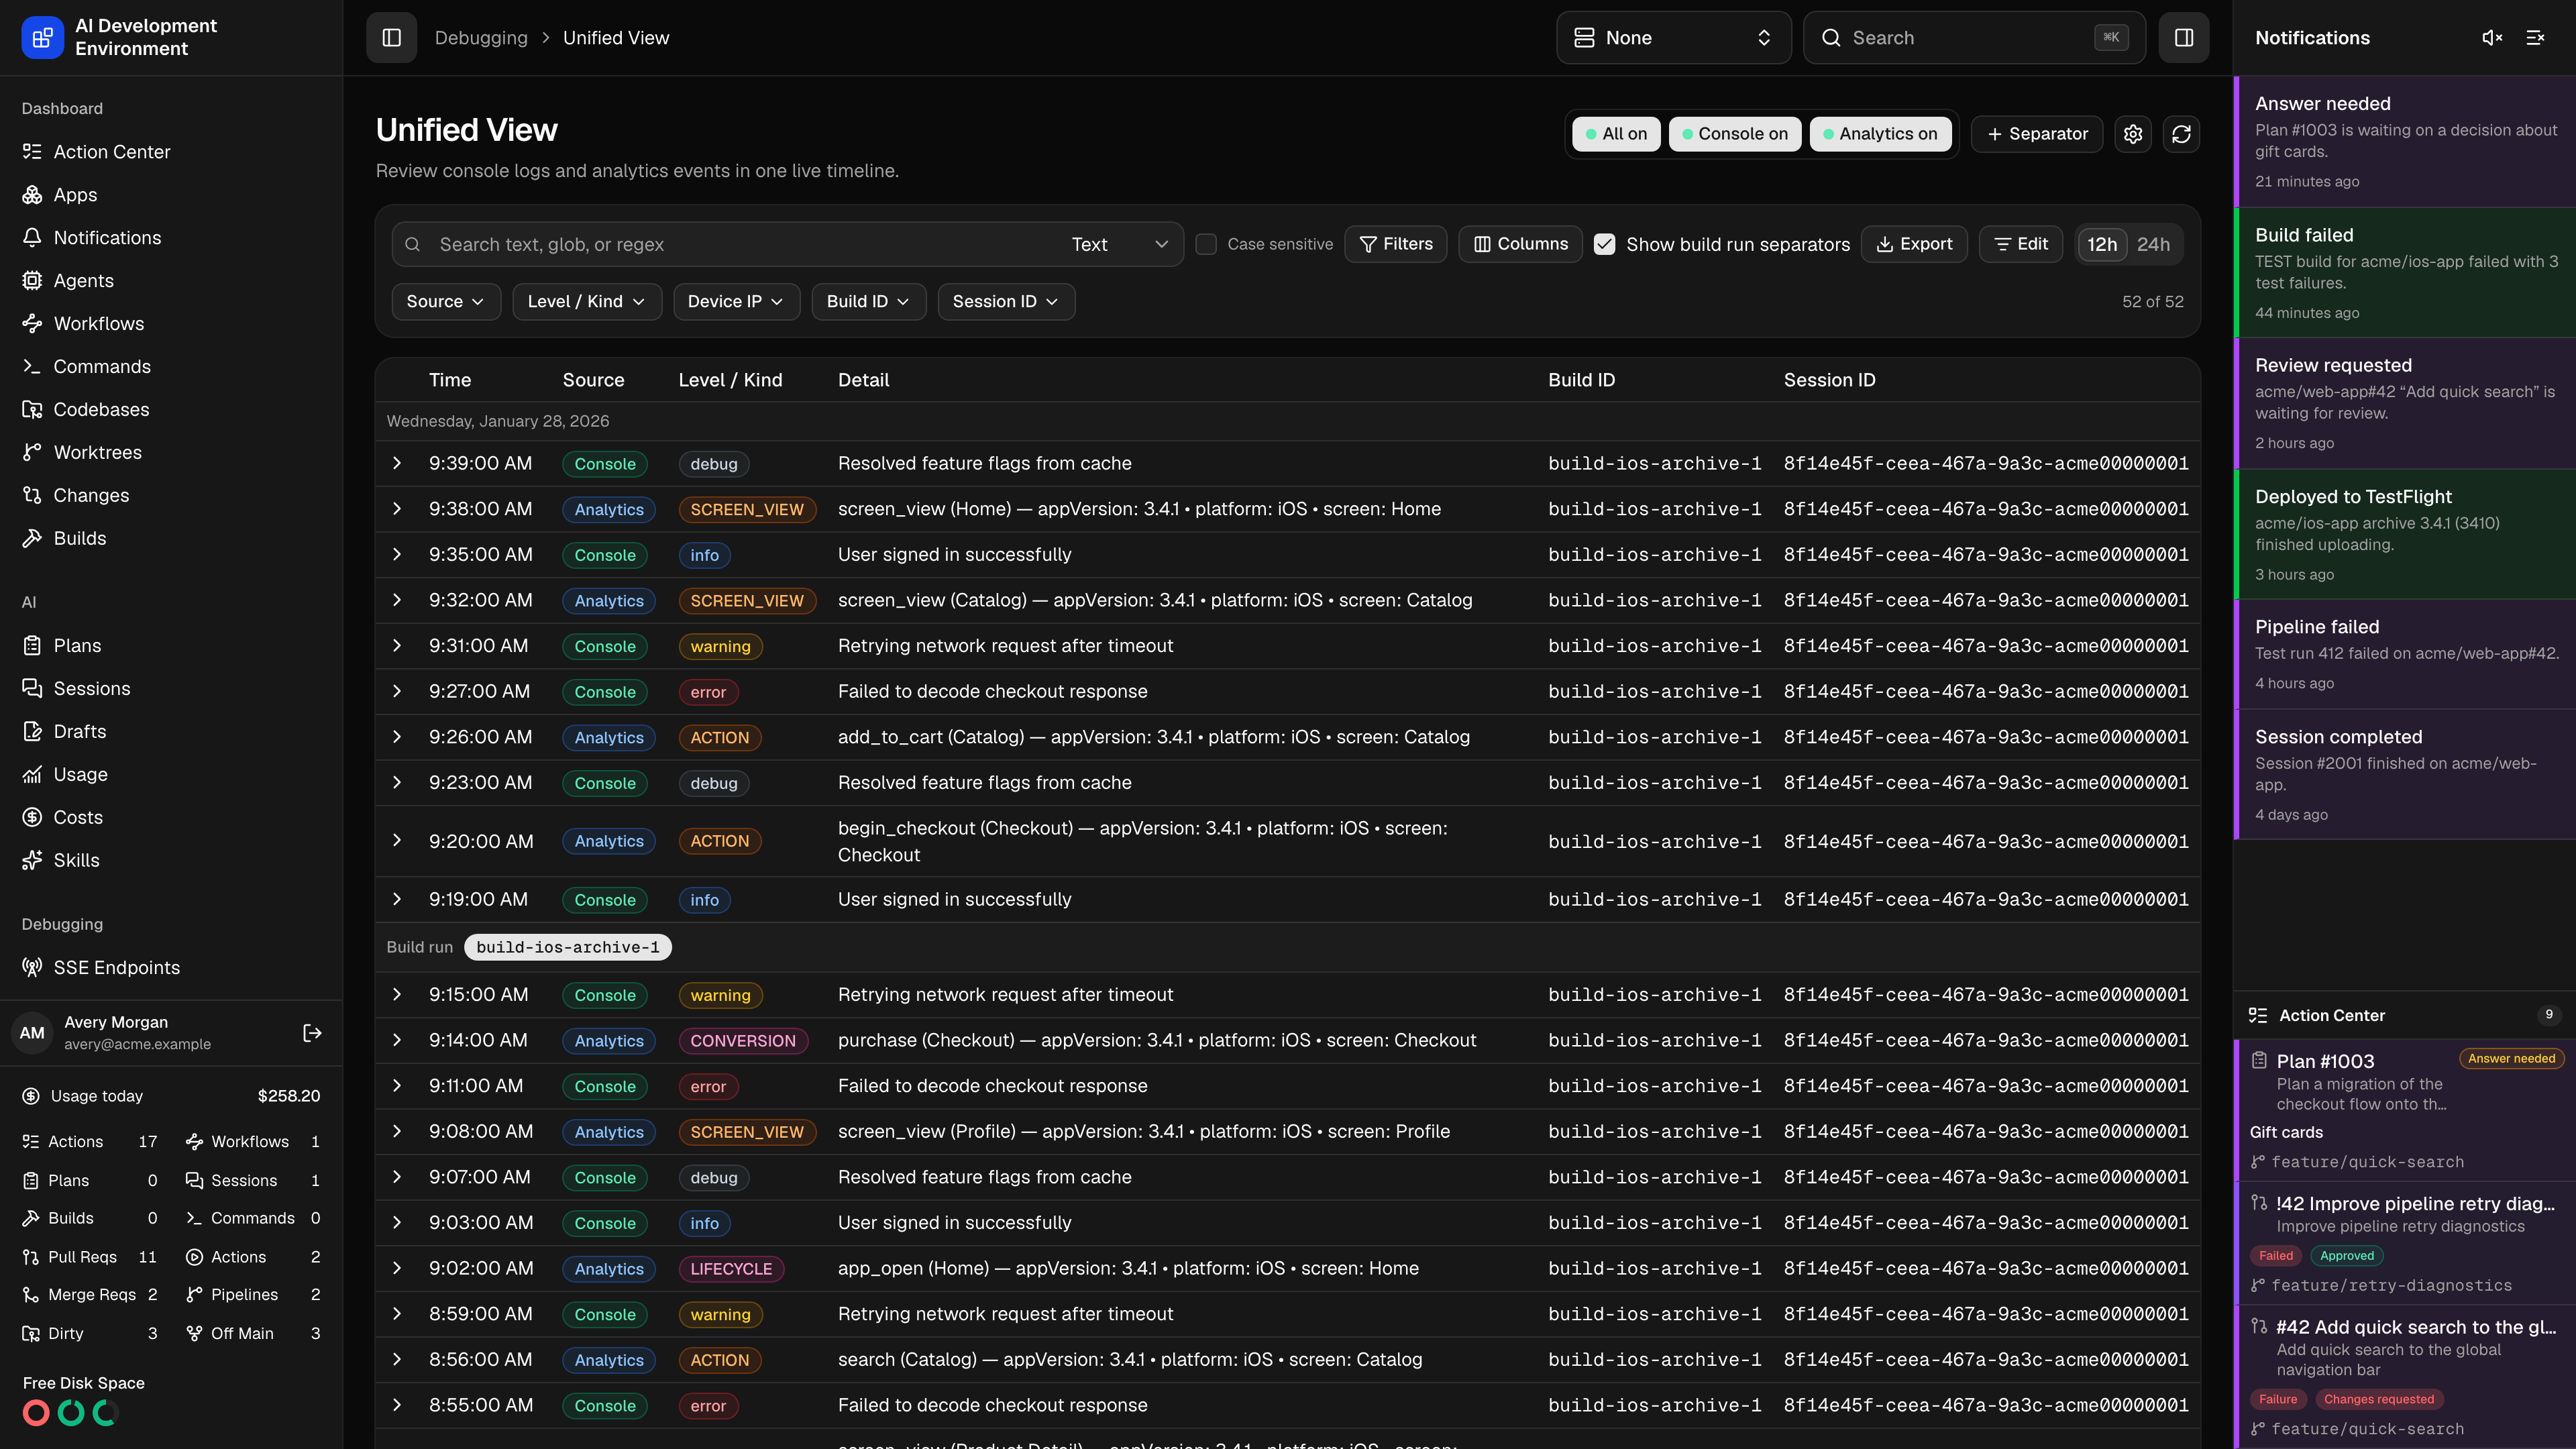 AI Development
Environment
Dashboard
Action Center
Apps
Notifications
Agents
Workflows
Commands
Codebases
Worktrees
Changes
Builds
AI
Plans
Sessions
Drafts
Usage
Costs
Skills
Debugging
SSE Endpoints
AM
Avery Morgan
avery@acme.example
Usage today $258.20
Actions 17 Workflows 1
Plans 0 Sessions 1
Builds 0 Commands 0
Pull Reqs 11 Actions 2
Merge Reqs 2 Pipelines 2
Dirty 3 Off Main 3
Free Disk Space
Debugging > Unified View
None
Search ⌘K
Unified View
Review console logs and analytics events in one live timeline.
All on Console on Analytics on + Separator
Search text, glob, or regex Text Case sensitive Filters Columns Show build run separators Export Edit 12h 24h
Source Level / Kind Device IP Build ID Session ID 52 of 52
Time Source Level / Kind Detail Build ID Session ID
Wednesday, January 28, 2026
9:39:00 AM Console debug Resolved feature flags from cache build-ios-archive-1 8f14e45f-ceea-467a-9a3c-acme00000001
9:38:00 AM Analytics SCREEN_VIEW screen_view (Home) — appVersion: 3.4.1 • platform: iOS • screen: Home build-ios-archive-1 8f14e45f-ceea-467a-9a3c-acme00000001
9:35:00 AM Console info User signed in successfully build-ios-archive-1 8f14e45f-ceea-467a-9a3c-acme00000001
9:32:00 AM Analytics SCREEN_VIEW screen_view (Catalog) — appVersion: 3.4.1 • platform: iOS • screen: Catalog build-ios-archive-1 8f14e45f-ceea-467a-9a3c-acme00000001
9:31:00 AM Console warning Retrying network request after timeout build-ios-archive-1 8f14e45f-ceea-467a-9a3c-acme00000001
9:27:00 AM Console error Failed to decode checkout response build-ios-archive-1 8f14e45f-ceea-467a-9a3c-acme00000001
9:26:00 AM Analytics ACTION add_to_cart (Catalog) — appVersion: 3.4.1 • platform: iOS • screen: Catalog build-ios-archive-1 8f14e45f-ceea-467a-9a3c-acme00000001
9:23:00 AM Console debug Resolved feature flags from cache build-ios-archive-1 8f14e45f-ceea-467a-9a3c-acme00000001
9:20:00 AM Analytics ACTION begin_checkout (Checkout) — appVersion: 3.4.1 • platform: iOS • screen: build-ios-archive-1 8f14e45f-ceea-467a-9a3c-acme00000001
Checkout
9:19:00 AM Console info User signed in successfully build-ios-archive-1 8f14e45f-ceea-467a-9a3c-acme00000001
Build run build-ios-archive-1
9:15:00 AM Console warning Retrying network request after timeout build-ios-archive-1 8f14e45f-ceea-467a-9a3c-acme00000001
9:14:00 AM Analytics CONVERSION purchase (Checkout) — appVersion: 3.4.1 • platform: iOS • screen: Checkout build-ios-archive-1 8f14e45f-ceea-467a-9a3c-acme00000001
9:11:00 AM Console error Failed to decode checkout response build-ios-archive-1 8f14e45f-ceea-467a-9a3c-acme00000001
9:08:00 AM Analytics SCREEN_VIEW screen_view (Profile) — appVersion: 3.4.1 • platform: iOS • screen: Profile build-ios-archive-1 8f14e45f-ceea-467a-9a3c-acme00000001
9:07:00 AM Console debug Resolved feature flags from cache build-ios-archive-1 8f14e45f-ceea-467a-9a3c-acme00000001
9:03:00 AM Console info User signed in successfully build-ios-archive-1 8f14e45f-ceea-467a-9a3c-acme00000001
9:02:00 AM Analytics LIFECYCLE app_open (Home) — appVersion: 3.4.1 • platform: iOS • screen: Home build-ios-archive-1 8f14e45f-ceea-467a-9a3c-acme00000001
8:59:00 AM Console warning Retrying network request after timeout build-ios-archive-1 8f14e45f-ceea-467a-9a3c-acme00000001
8:56:00 AM Analytics ACTION search (Catalog) — appVersion: 3.4.1 • platform: iOS • screen: Catalog build-ios-archive-1 8f14e45f-ceea-467a-9a3c-acme00000001
8:55:00 AM Console error Failed to decode checkout response build-ios-archive-1 8f14e45f-ceea-467a-9a3c-acme00000001
screen_view (Product Detail) — appVersion: 3.4.1 • platform: iOS • screen:
Notifications
Answer needed
Plan #1003 is waiting on a decision about
gift cards.
21 minutes ago
Build failed
TEST build for acme/ios-app failed with 3
test failures.
44 minutes ago
Review requested
acme/web-app#42 “Add quick search” is
waiting for review.
2 hours ago
Deployed to TestFlight
acme/ios-app archive 3.4.1 (3410)
finished uploading.
3 hours ago
Pipeline failed
Test run 412 failed on acme/web-app#42.
4 hours ago
Session completed
Session #2001 finished on acme/web-
app.
4 days ago
Action Center 9
Plan #1003 Answer needed
Plan a migration of the
checkout flow onto th…
Gift cards
feature/quick-search
!42 Improve pipeline retry diag…
Improve pipeline retry diagnostics
Failed Approved
feature/retry-diagnostics
#42 Add quick search to the gl…
Add quick search to the global
navigation bar
Failure Changes requested
feature/quick-search